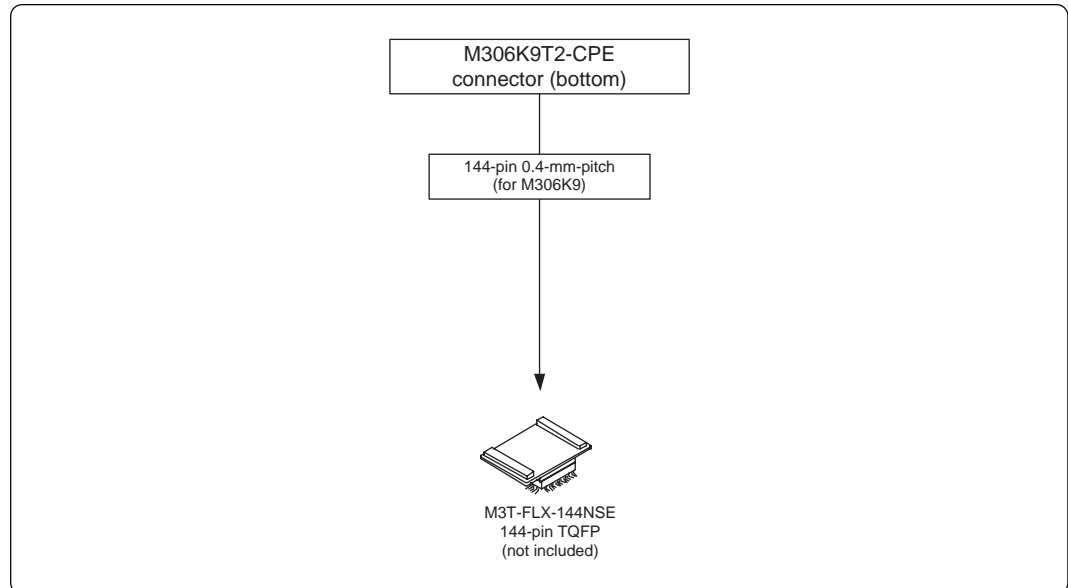 M306K9T2-CPE
connector (bottom)
144-pin 0.4-mm-pitch
(for M306K9)
M3T-FLX-144NSE
144-pin TQFP
(not included)